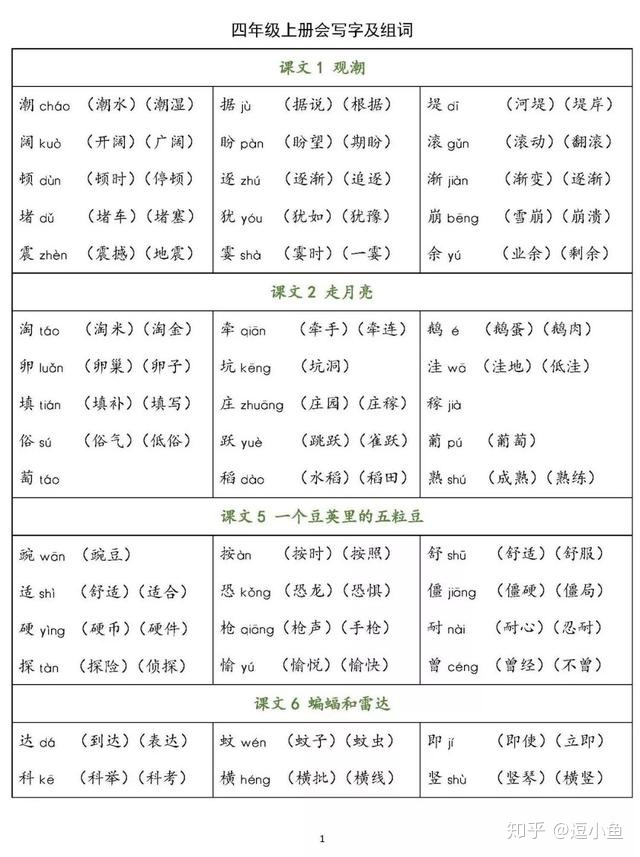 四年级上册会写字及组词
课文1 观潮
潮 cháo （潮水）（潮湿） 据 jù （据说）（根据） 堤 dī （河堤）（堤岸）
阔 kuò （开阔）（广阔） 盼 pàn （盼望）（期盼） 滚 gǔn （滚动）（翻滚）
顿 dùn （顿时）（停顿） 逐 zhú （逐渐）（追逐） 渐 jiàn （渐变）（逐渐）
堵 dǔ （堵车）（堵塞） 犹 yóu （犹如）（犹豫） 崩 bēng （雪崩）（崩溃）
震 zhèn （震撼）（地震） 霎 shà （霎时）（一霎） 余 yú （业余）（剩余）
课文2 走月亮
淘 táo （淘米）（淘金） 牵 qiān （牵手）（牵连） 鹅 é （鹅蛋）（鹅肉）
卵 luǎn （卵巢）（卵子） 坑 kēng （坑洞） 洼 wā （洼地）（低洼）
填 tián （填补）（填写） 庄 zhuāng （庄园）（庄稼） 稼 jià
俗 sú （俗气）（低俗） 跃 yuè （跳跃）（雀跃） 葡 pú （葡萄）
萄 táo 稻 dào （水稻）（稻田） 熟 shú （成熟）（熟练）
课文5 一个豆荚里的五粒豆
豌 wān （豌豆） 按 àn （按时）（按照） 舒 shū （舒适）（舒服）
适 shì （舒适）（适合） 恐 kǒng （恐龙）（恐惧） 僵 jiāng （僵硬）（僵局）
硬 yìng （硬币）（硬件） 枪 qiāng （枪声）（手枪） 耐 nài （耐心）（忍耐）
探 tàn （探险）（侦探） 愉 yú （愉悦）（愉快） 曾 céng （曾经）（不曾）
课文6 蝙蝠和雷达
达 dá （到达）（表达） 蚊 wén （蚊子）（蚊虫） 即 jí （即使）（立即）
科 kē （科举）（科考） 横 héng （横批）（横线） 竖 shù （竖琴）（横竖）
知乎 @逗小鱼
1